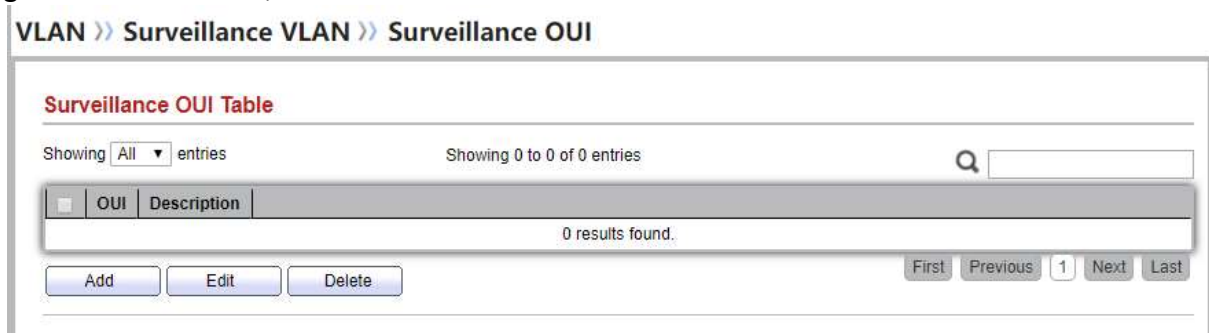 VLAN 》 Surveillance VLAN 》 Surveillance OUI
Surveillance OUI Table
Showing All ▼ entries Showing 0 to 0 of 0 entries
OUI Description
0 results found.
Add Edit Delete First Previous 1 Next Last